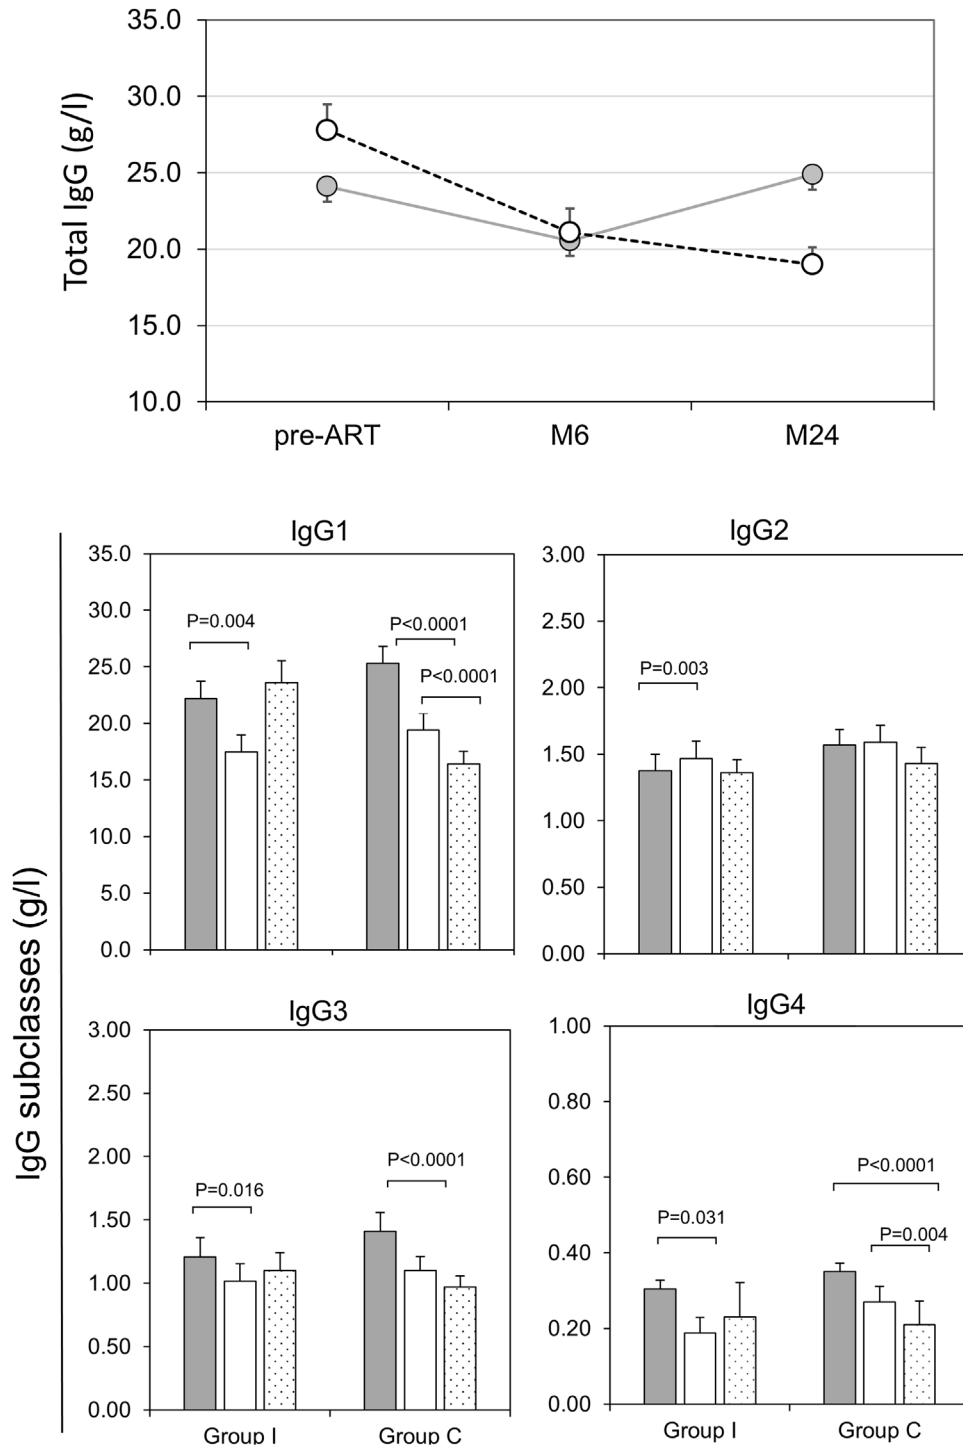 35.0
30.0
25.0
20.0
15.0
10.0
Total IgG (g/l)
pre-ART M6 M24
IgG subclasses (g/l)
IgG1
35.0
30.0
25.0
20.0
15.0
10.0
5.0
0.0
P=0.004
P<0.0001
P<0.0001
IgG2
3.00
2.50
2.00
1.50
1.00
0.50
0.00
P=0.003
IgG3
3.00
2.50
2.00
1.50
1.00
0.50
0.00
P=0.016
P<0.0001
Group I Group C
IgG4
1.00
0.80
0.60
0.40
0.20
0.00
P=0.031
P<0.0001
P=0.004
Group I Group C